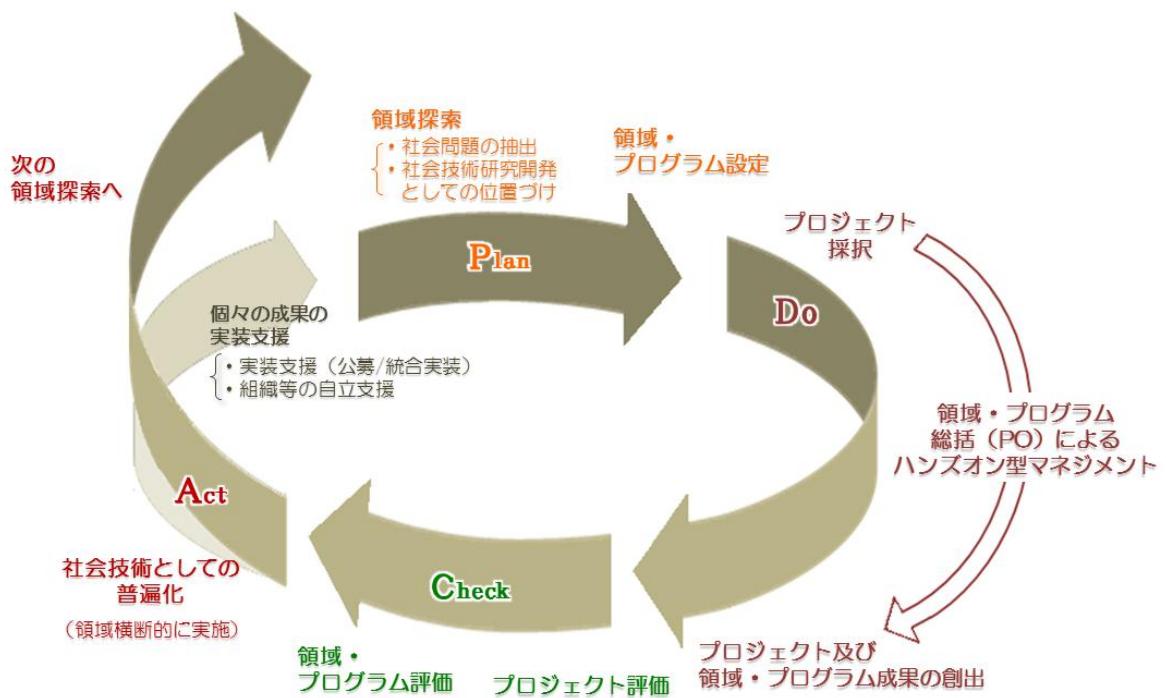 領域探索
・社会問題の抽出
・社会技術研究開発
としての位置づけ
領域・
プログラム設定
次の
領域探索へ
プロジェクト
採択
Plan
Do
個々の成果の
実装支援
・実装支援（公募/統合実装）
・組織等の自立支援
領域・プログラム
総括（PO）による
ハンズオン型マネジメント
Act
Check
社会技術としての
普遍化
（領域横断的に実施）
領域・
プログラム評価
プロジェクト評価
プロジェクト及び
領域・プログラム成果の創出